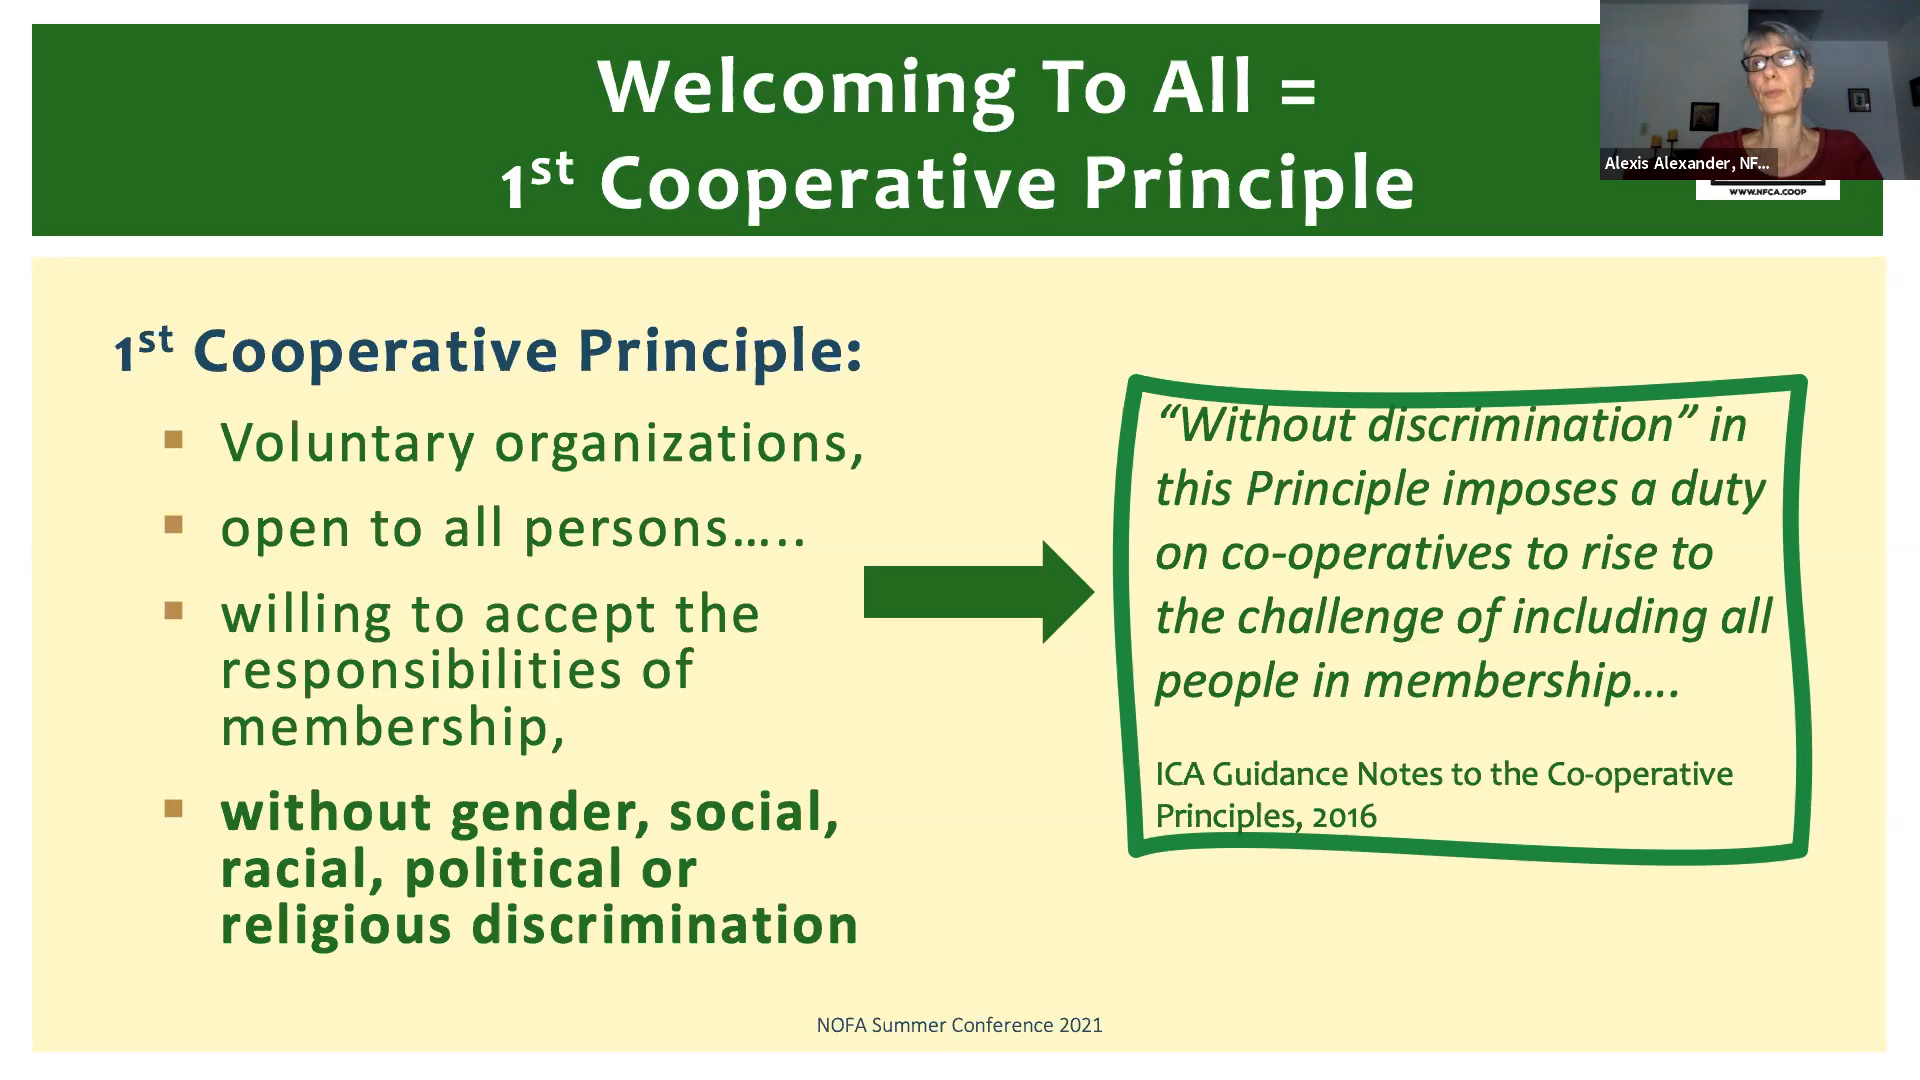 Welcoming To All =
1st Cooperative Principle
Alexis Alexander, NF...
WWW.NFCA.COOP
1st Cooperative Principle:
▪ Voluntary organizations,
▪ open to all persons…..
▪ willing to accept the
responsibilities of
membership,
▪ without gender, social,
racial, political or
religious discrimination
“Without discrimination” in
this Principle imposes a duty
on co-operatives to rise to
the challenge of including all
people in membership….
ICA Guidance Notes to the Co-operative
Principles, 2016
NOFA Summer Conference 2021